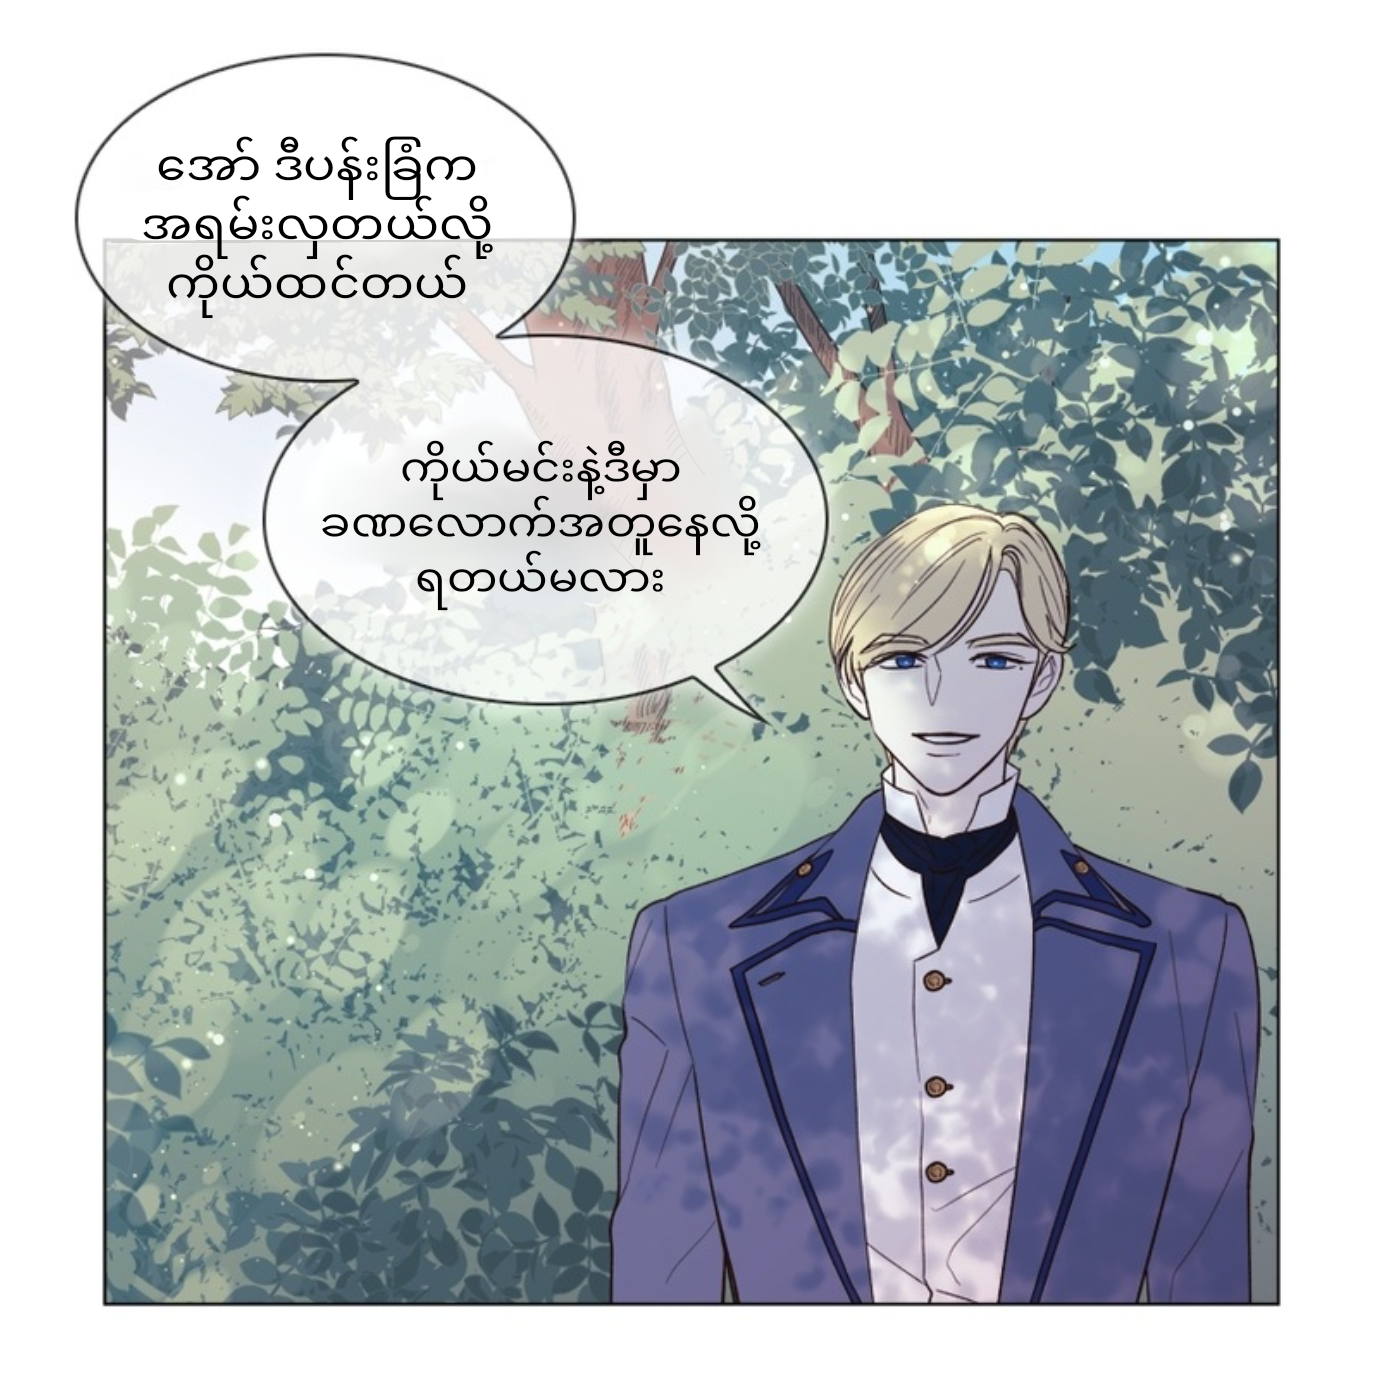 အော် ဒီပန်းခြံက
အရမ်းလှတယ်လို့
ကိုယ်ထင်တယ်
ကိုယ်မင်းနဲ့ဒီမှာ
ခဏလောက်အတူနေလို့
ရတယ်မလား